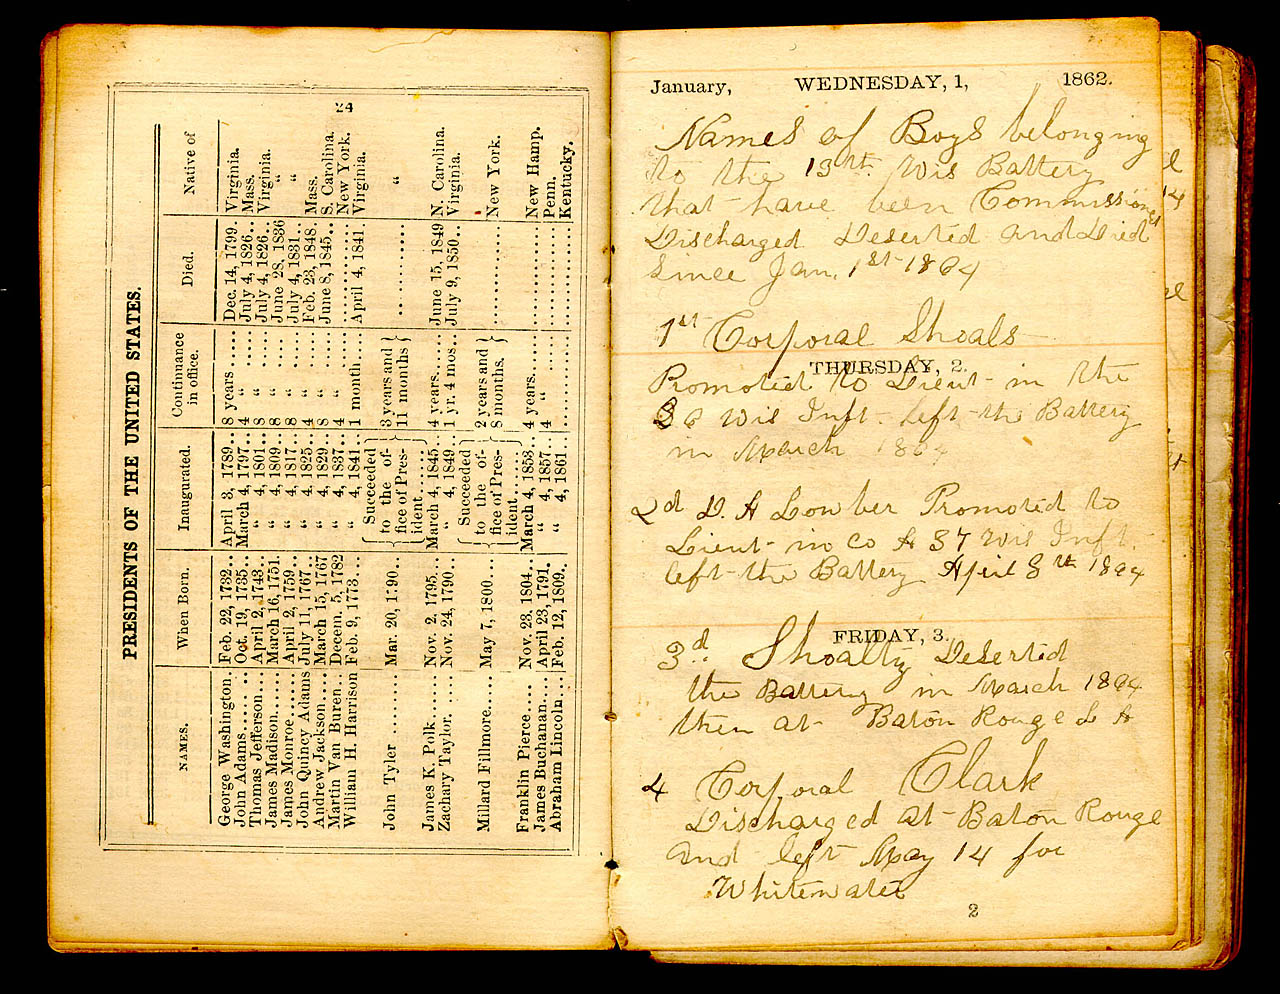 24
PRESIDENTS OF THE UNITED STATES.
NAMES. When Born. Inaugurated. Continuance in office. Died. Native of
George Washington. Feb. 22, 1732.. April 3, 1789.. 8 years ..... Dec. 14, 1799. Virginia.
John Adams...... Oct. 19, 1735.. March 4, 1797.. 4 “ ..... July 4, 1826... Mass.
Thomas Jefferson.... April 2, 1743.. “ 4, 1801.. 8 “ ..... July 4, 1826... Virginia.
James Madison..... March 16, 1751. “ 4, 1809.. 8 “ ..... June 28, 1836 “
James Monroe...... April 2, 1759.. “ 4, 1817.. 8 “ ..... July 4, 1831... “
John Quincy Adams July 11, 1767... “ 4, 1825.. 4 “ ..... Feb. 23, 1848. Mass.
Andrew Jackson..... March 15, 1767 “ 4, 1829.. 8 “ ..... June 8, 1845.. S. Carolina.
Martin Van Buren.. Decem. 5, 1782 “ 4, 1837.. 4 “ ..... ............ New York.
William H. Harrison Feb. 9, 1773... “ 4, 1841.. 1 month .... April 4, 1841. Virginia.
John Tyler ........ Mar. 20, 1790.. Succeeded to the office of President...... 3 years and 11 months ............ “
James K. Polk..... Nov. 2, 1795... March 4, 1845 4 years...... June 15, 1849 N. Carolina.
Zachary Taylor. .... Nov. 24, 1790.. “ 4, 1849.. 1 yr. 4 mos.. July 9, 1850.. Virginia.
Millard Fillmore.... May 7, 1800.... Succeeded to the office of President...... 2 years and 8 months. ............ New York.
Franklin Pierce .... Nov. 23, 1804.. March 4, 1853. 4 years...... ............ New Hamp.
James Buchanan... April 23, 1791. “ 4, 1857.. 4 “ ..... ............ Penn.
Abraham Lincoln... Feb. 12, 1809.. “ 4, 1861.. ............ ............ Kentucky.
January, WEDNESDAY, 1, 1862.
Names of Boys belonging
to the 13th Wis Battery
that have been Commissioned
Discharged Deserted and Died
Since Jan. 1st 1864
1st Corporal Shoals
THURSDAY, 2.
Promoted to Lieut in the
36 Wis Inft. left the Battery
in March 1864
2d D. A Lowber Promoted to
Lieut in Co A 37 Wis Inft.
left the Battery April 8th 1864
FRIDAY, 3.
3d Shoalty Deserted
the Battery in March 1864
then at Baton Rouge L A
4 Corporal Clark
Discharged at Baton Rouge
and left May 14 for
Whitewater
2